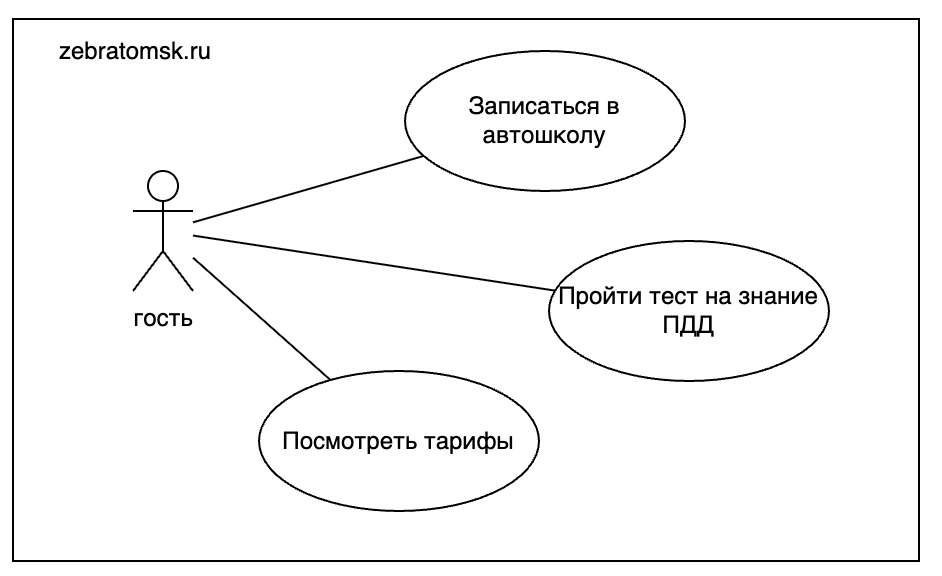 zebratomsk.ru
Записаться в
автошколу
гость
Пройти тест на знание
ПДД
Посмотреть тарифы